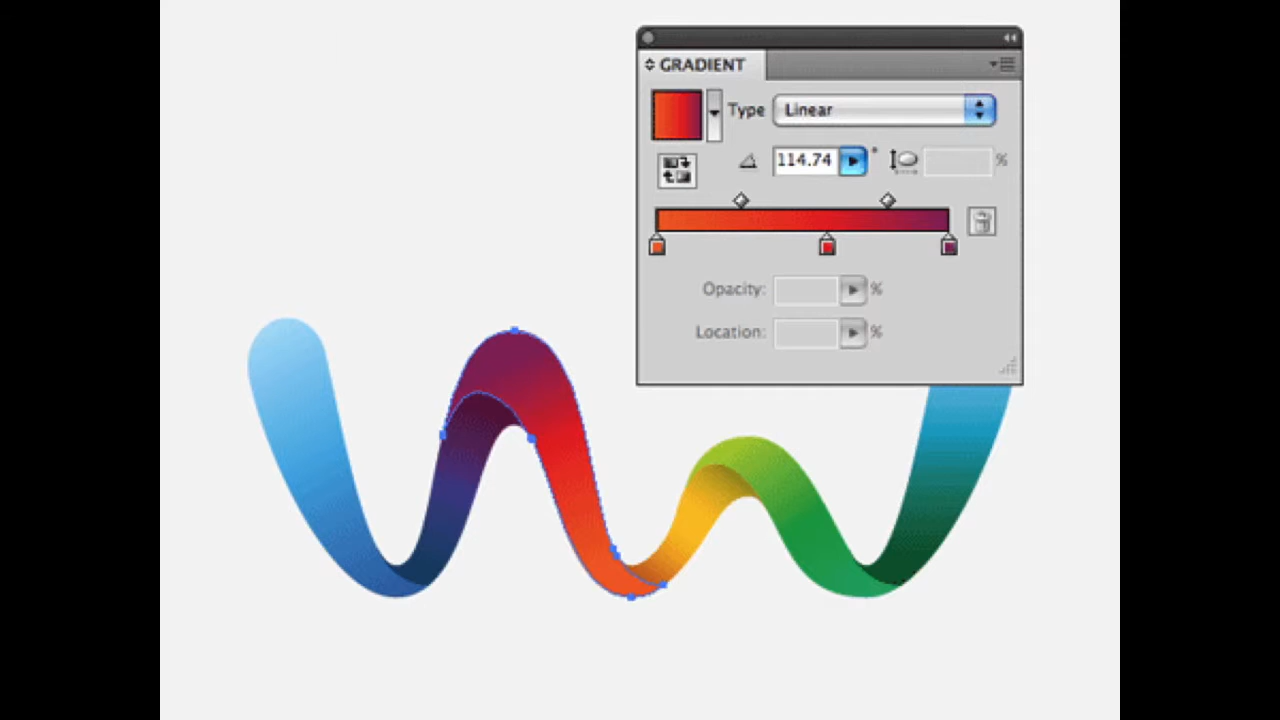 GRADIENT
Type Linear
114.74 ° %
Opacity: %
Location: %